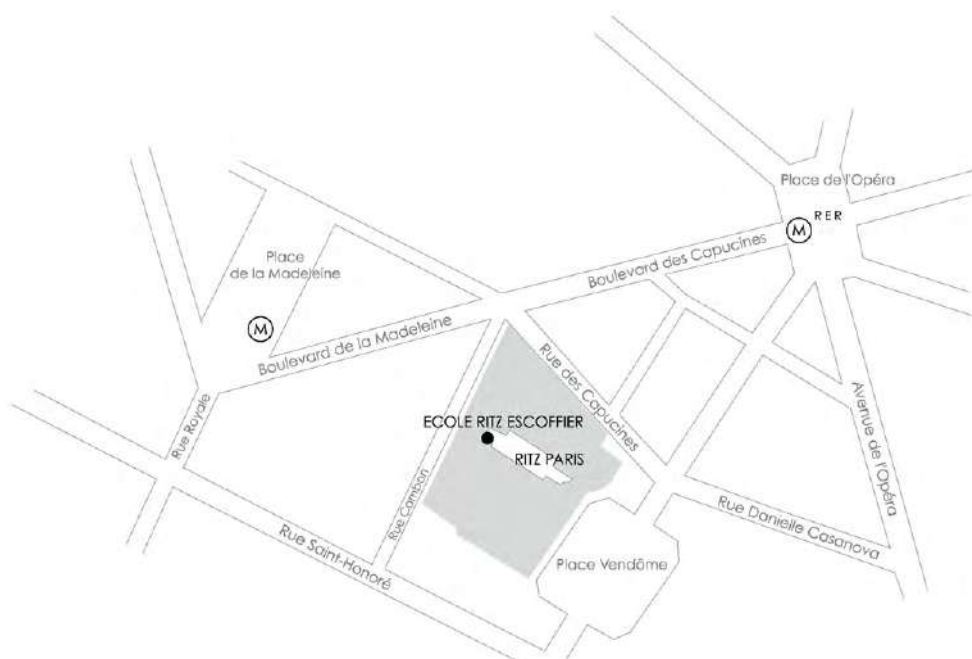 Place de l'Opéra
RER
M
Boulevard des Capucines
Place
de la Madeleine
M
Boulevard de la Madeleine
Rue des Capucines
Rue Royale
ECOLE RITZ ESCOFFIER
RITZ PARIS
Avenue de l'Opéra
Rue Cambon
Rue Danielle Casanova
Rue Saint-Honoré
Place Vendôme